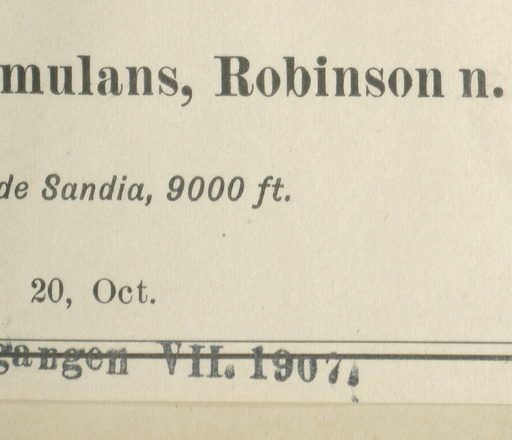 mulans, Robinson n.
de Sandia, 9000 ft.
20, Oct.
gangen VII. 1907.